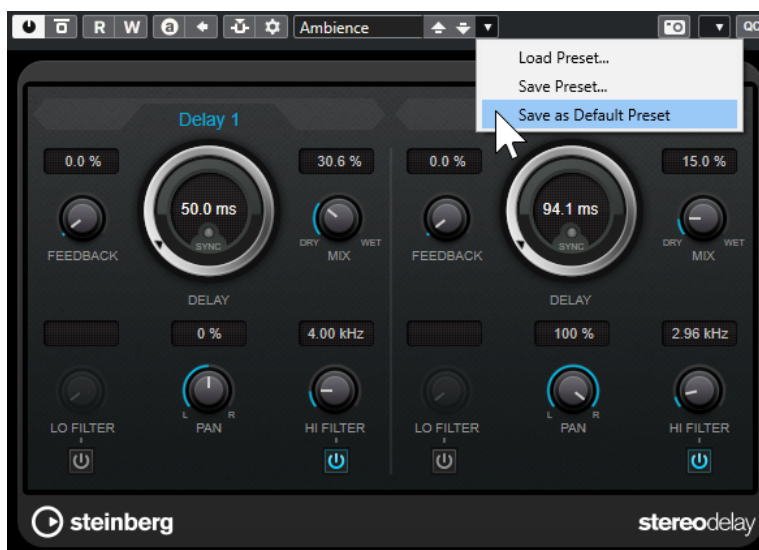 R W a Ambience QC
Load Preset...
Save Preset...
Save as Default Preset
Delay 1
0.0 % 30.6 % 0.0 % 15.0 %
50.0 ms 94.1 ms
SYNC SYNC
DRY WET DRY WET
FEEDBACK MIX FEEDBACK MIX
DELAY DELAY
0 % 4.00 kHz 100 % 2.96 kHz
L R L R
LO FILTER PAN HI FILTER LO FILTER PAN HI FILTER
steinberg stereodelay